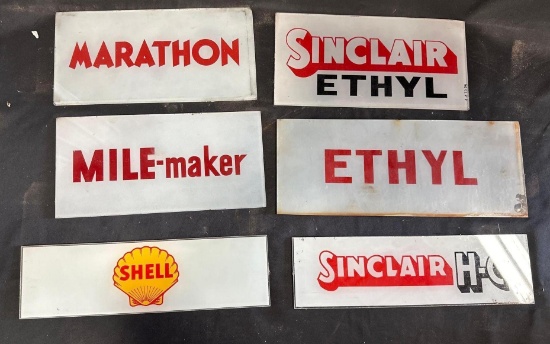 MARATHON
SINCLAIR
ETHYL
MILE-maker
ETHYL
SHELL
SINCLAIR H-C